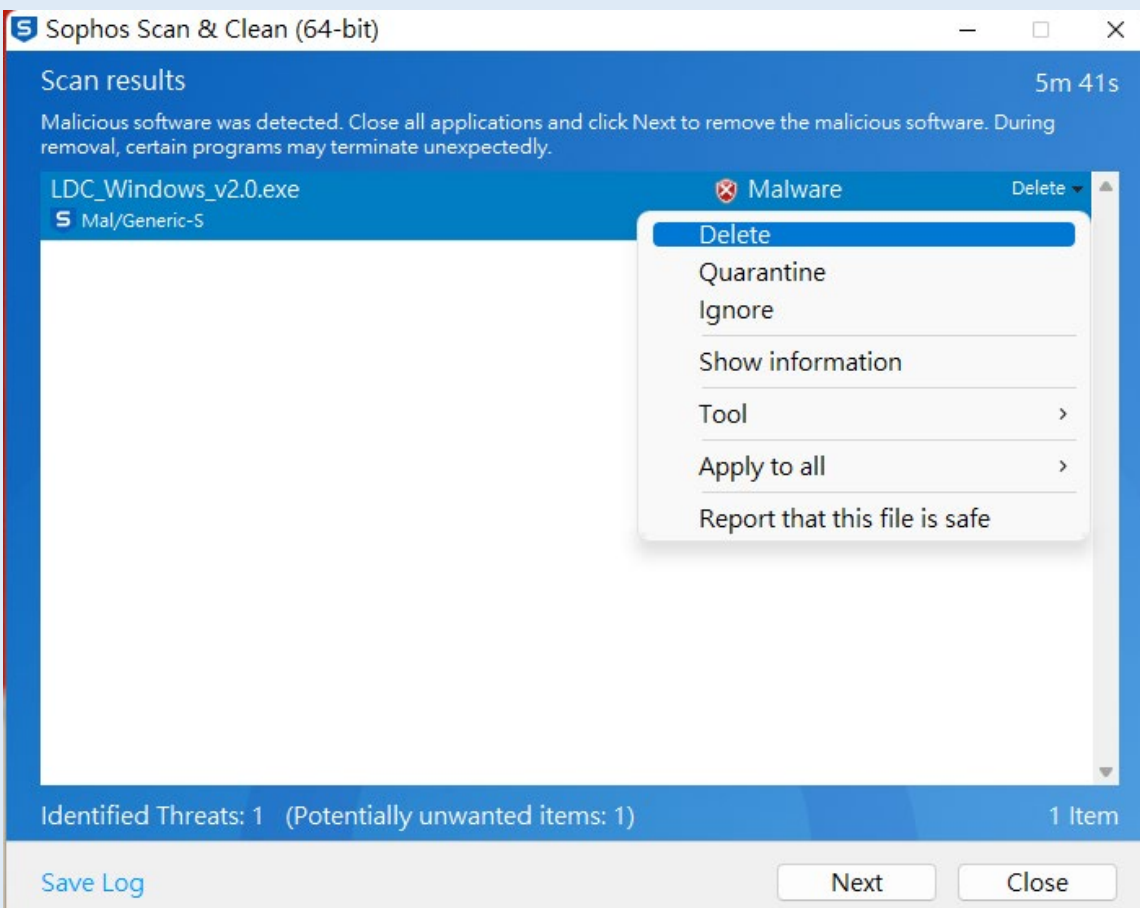 Sophos Scan & Clean (64-bit)
Scan results
5m 41s
Malicious software was detected. Close all applications and click Next to remove the malicious software. During
removal, certain programs may terminate unexpectedly.
LDC_Windows_v2.0.exe
Malware
Delete
Mal/Generic-S
Delete
Quarantine
Ignore
Show information
Tool
Apply to all
Report that this file is safe
Identified Threats: 1 (Potentially unwanted items: 1)
1 Item
Save Log
Next
Close